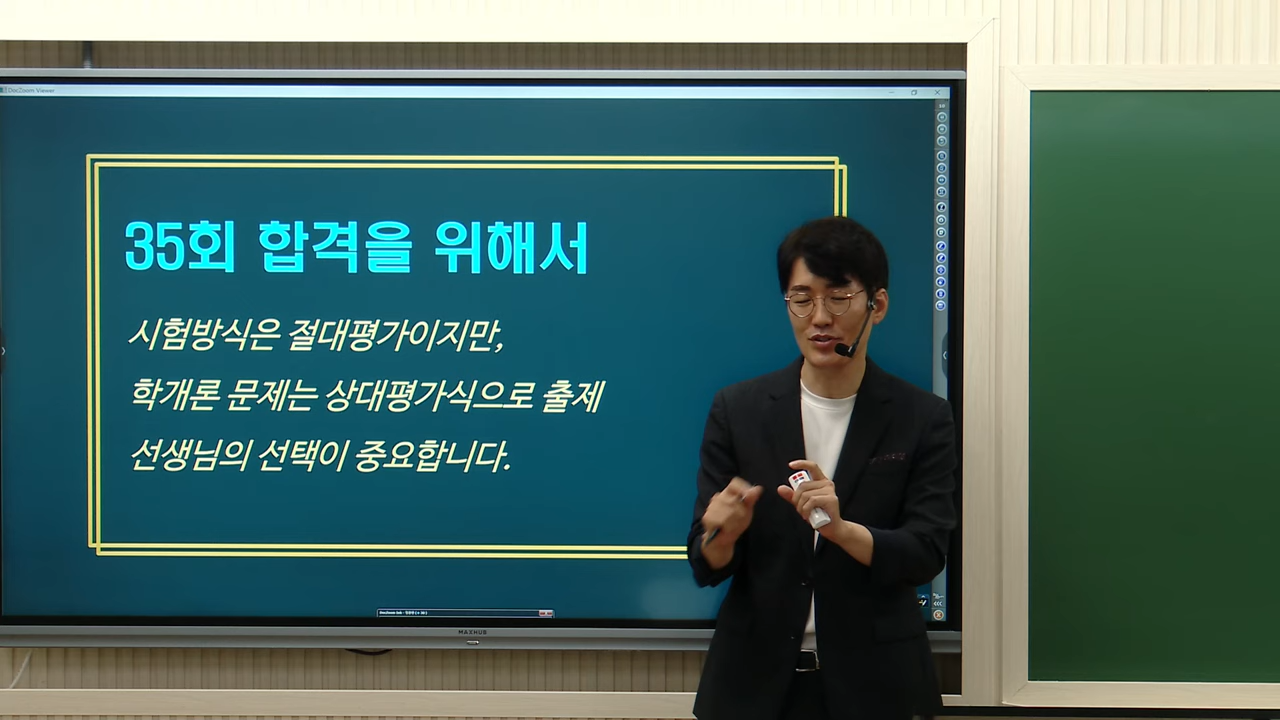 DocZoom Viewer
35회 합격을 위해서
시험방식은 절대평가이지만,
학개론 문제는 상대평가식으로 출제
선생님의 선택이 중요합니다.
MAXHUB